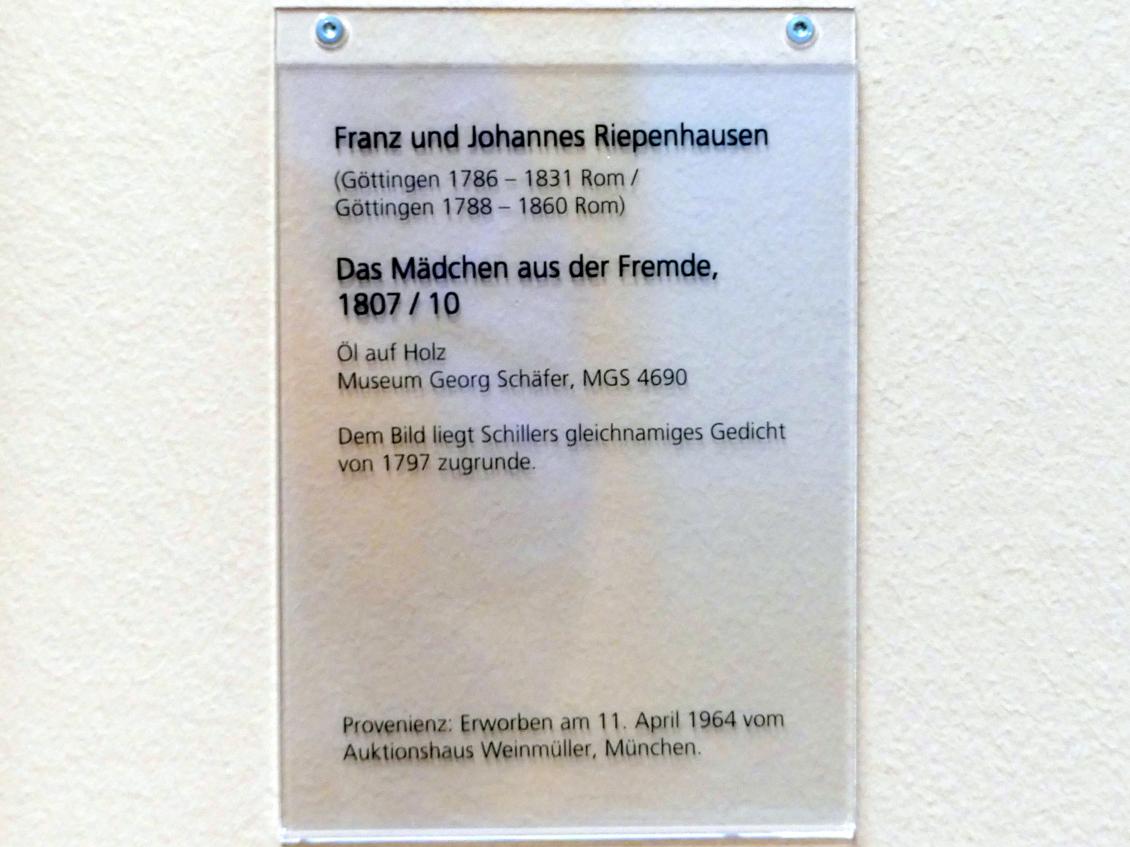 Franz und Johannes Riepenhausen
(Göttingen 1786 – 1831 Rom /
Göttingen 1788 – 1860 Rom)
Das Mädchen aus der Fremde,
1807 / 10
Öl auf Holz
Museum Georg Schäfer, MGS 4690
Dem Bild liegt Schillers gleichnamiges Gedicht
von 1797 zugrunde.
Provenienz: Erworben am 11. April 1964 vom
Auktionshaus Weinmüller, München.